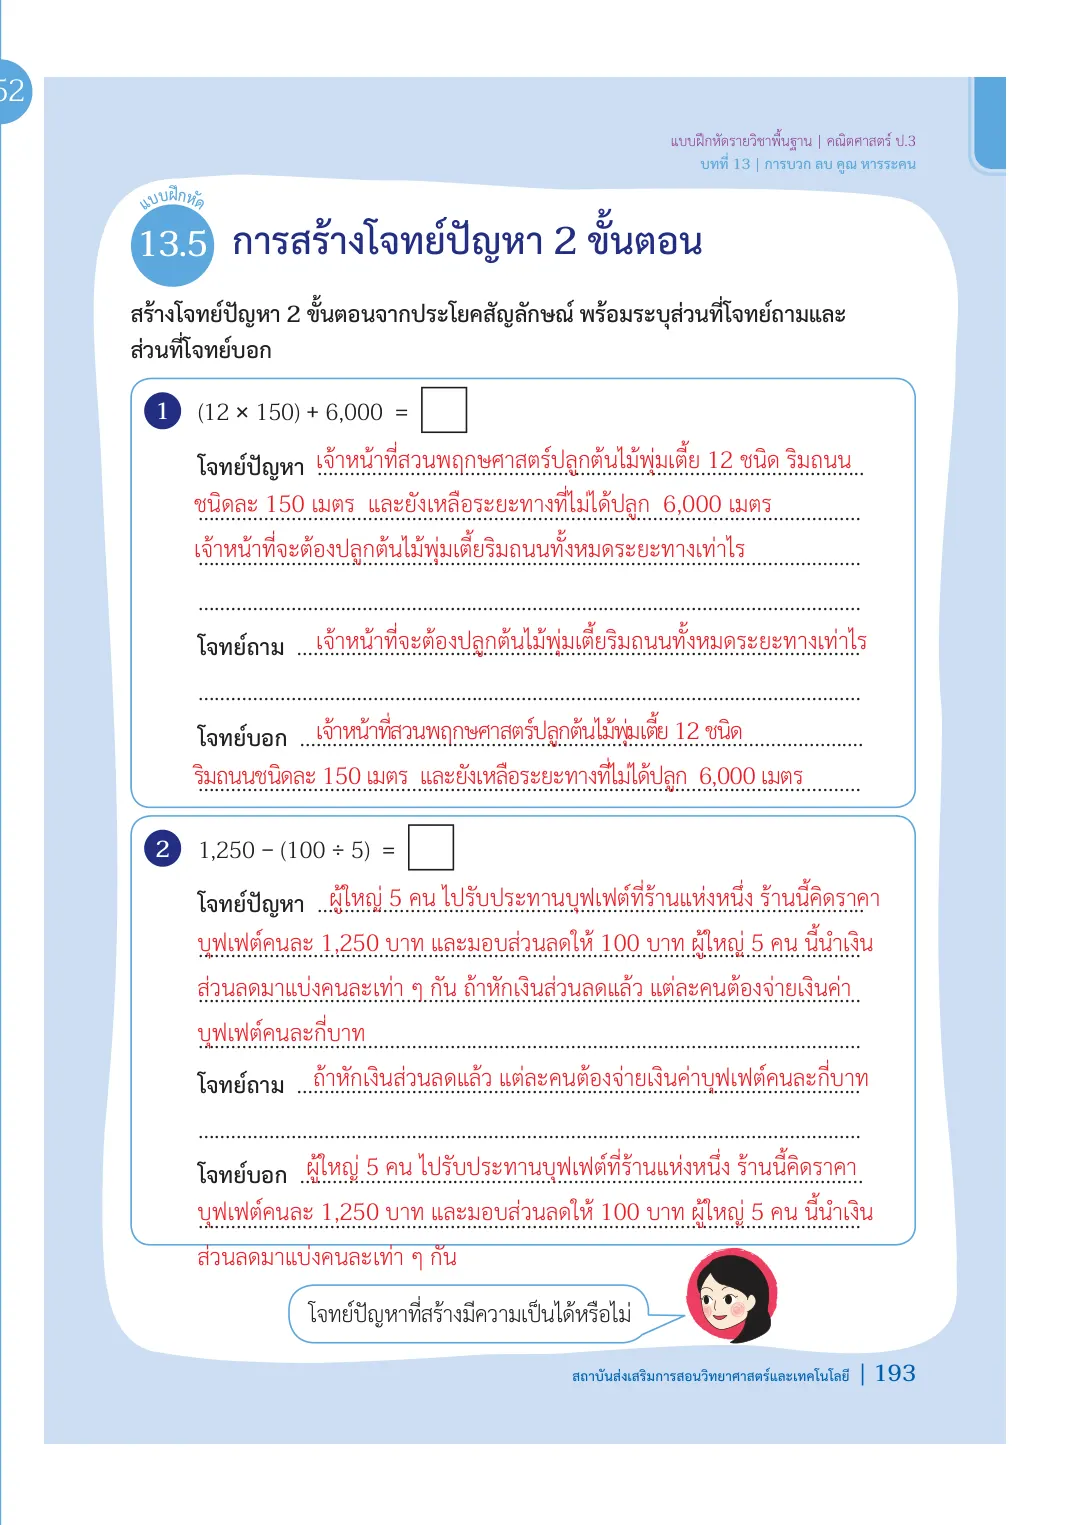 52
แบบฝึกหัดรายวิชาพื้นฐาน | คณิตศาสตร์ ป.3
บทที่ 13 | การบวก ลบ คูณ หารระคน
แบบฝึกหัด
13.5 การสร้างโจทย์ปัญหา 2 ขั้นตอน
สร้างโจทย์ปัญหา 2 ขั้นตอนจากประโยคสัญลักษณ์ พร้อมระบุส่วนที่โจทย์ถามและ
ส่วนที่โจทย์บอก
1 (12 × 150) + 6,000 =
โจทย์ปัญหา เจ้าหน้าที่สวนพฤกษศาสตร์ปลูกต้นไม้พุ่มเตี้ย 12 ชนิด ริมถนน
ชนิดละ 150 เมตร และยังเหลือระยะทางที่ไม่ได้ปลูก 6,000 เมตร
เจ้าหน้าที่จะต้องปลูกต้นไม้พุ่มเตี้ยริมถนนทั้งหมดระยะทางเท่าไร
โจทย์ถาม เจ้าหน้าที่จะต้องปลูกต้นไม้พุ่มเตี้ยริมถนนทั้งหมดระยะทางเท่าไร
โจทย์บอก เจ้าหน้าที่สวนพฤกษศาสตร์ปลูกต้นไม้พุ่มเตี้ย 12 ชนิด
ริมถนนชนิดละ 150 เมตร และยังเหลือระยะทางที่ไม่ได้ปลูก 6,000 เมตร
2 1,250 − (100 ÷ 5) =
โจทย์ปัญหา ผู้ใหญ่ 5 คน ไปรับประทานบุฟเฟต์ที่ร้านแห่งหนึ่ง ร้านนี้คิดราคา
บุฟเฟต์คนละ 1,250 บาท และมอบส่วนลดให้ 100 บาท ผู้ใหญ่ 5 คน นี้นำเงิน
ส่วนลดมาแบ่งคนละเท่า ๆ กัน ถ้าหักเงินส่วนลดแล้ว แต่ละคนต้องจ่ายเงินค่า
บุฟเฟต์คนละกี่บาท
โจทย์ถาม ถ้าหักเงินส่วนลดแล้ว แต่ละคนต้องจ่ายเงินค่าบุฟเฟต์คนละกี่บาท
โจทย์บอก ผู้ใหญ่ 5 คน ไปรับประทานบุฟเฟต์ที่ร้านแห่งหนึ่ง ร้านนี้คิดราคา
บุฟเฟต์คนละ 1,250 บาท และมอบส่วนลดให้ 100 บาท ผู้ใหญ่ 5 คน นี้นำเงิน
ส่วนลดมาแบ่งคนละเท่า ๆ กัน
โจทย์ปัญหาที่สร้างมีความเป็นได้หรือไม่
สถาบันส่งเสริมการสอนวิทยาศาสตร์และเทคโนโลยี | 193